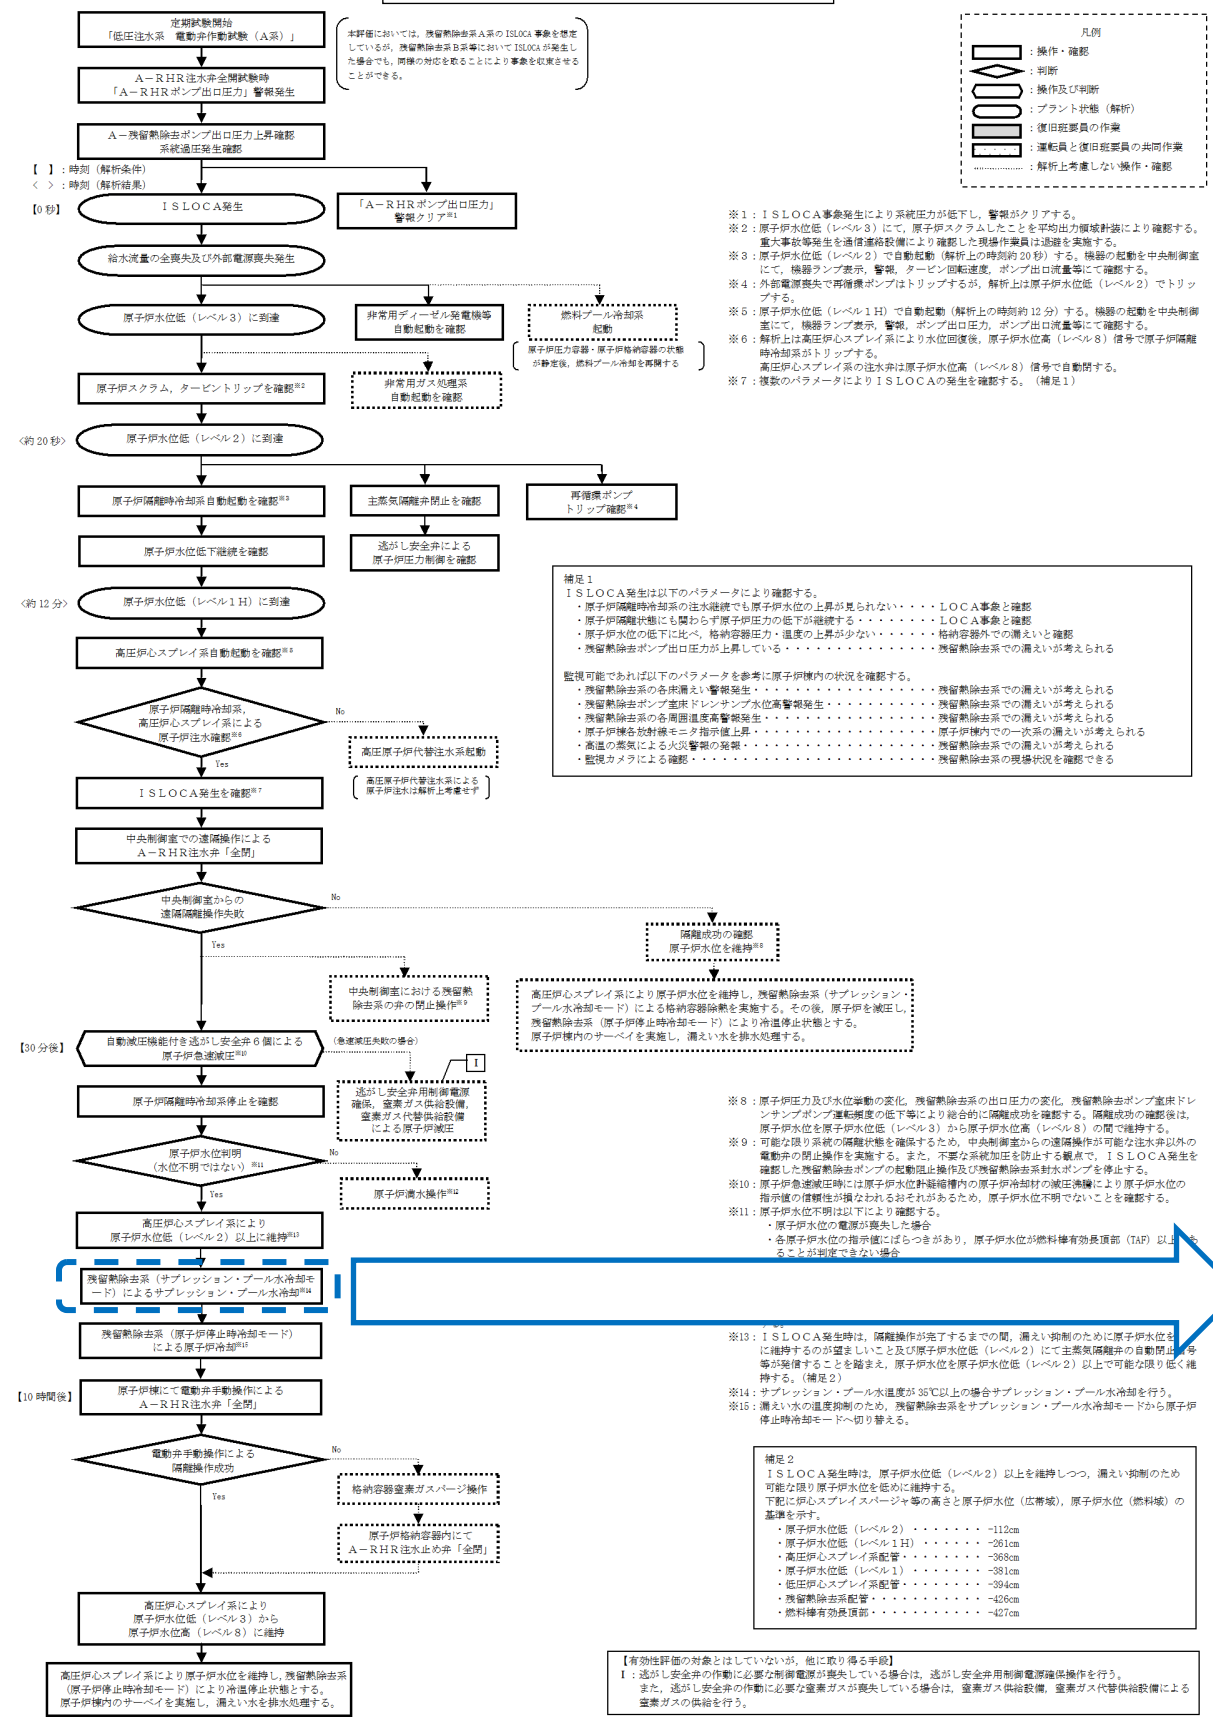 定期試験開始
「低圧注水系　電動弁作動試験（A系）」
本評価においては，残留熱除去系A系の ISLOCA 事象を想定
しているが，残留熱除去系B系等において ISLOCA が発生し
た場合でも，同様の対応を取ることにより事象を収束させる
ことができる。
凡例
：操作・確認
：判断
：操作及び判断
：プラント状態（解析）
：復旧班要員の作業
：運転員と復旧班要員の共同作業
：解析上考慮しない操作・確認
A－RHR注水弁全開試験時
「A－RHRポンプ出口圧力」警報発生
A－残留熱除去ポンプ出口圧力上昇確認
系統過圧発生確認
【　】：時刻（解析条件）
＜　＞：時刻（解析結果）
【0 秒】
ISLOCA発生
「A－RHRポンプ出口圧力」
警報クリア※1
給水流量の全喪失及び外部電源喪失発生
原子炉水位低（レベル３）に到達
非常用ディーゼル発電機等
自動起動を確認
燃料プール冷却系
起動
原子炉圧力容器・原子炉格納容器の状態
が静定後，燃料プール冷却を再開する
原子炉スクラム，タービントリップを確認※2
非常用ガス処理系
自動起動を確認
<約 20 秒>
原子炉水位低（レベル２）に到達
原子炉隔離時冷却系自動起動を確認※3
主蒸気隔離弁閉止を確認
再循環ポンプ
トリップ確認※4
原子炉水位低下継続を確認
逃がし安全弁による
原子炉圧力制御を確認
<約 12 分>
原子炉水位低（レベル１H）に到達
高圧炉心スプレイ系自動起動を確認※5
原子炉隔離時冷却系，
高圧炉心スプレイ系による
原子炉注水確認※6
No
Yes
高圧原子炉代替注水系起動
高圧原子炉代替注水系による
原子炉注水は解析上考慮せず
ISLOCA発生を確認※7
中央制御室での遠隔操作による
A－RHR注水弁「全閉」
中央制御室からの
遠隔隔離操作失敗
No
Yes
隔離成功の確認
原子炉水位を維持※8
中央制御室における残留熱
除去系の弁の閉止操作※9
高圧炉心スプレイ系により原子炉水位を維持し，残留熱除去系（サプレッション・
プール水冷却モード）による格納容器除熱を実施する。その後，原子炉を減圧し，
残留熱除去系（原子炉停止時冷却モード）により冷温停止状態とする。
原子炉棟内のサーベイを実施し，漏えい水を排水処理する。
【30 分後】
自動減圧機能付き逃がし安全弁６個による
原子炉急速減圧※10
（急速減圧失敗の場合）
I
逃がし安全弁用制御電源
確保，窒素ガス供給設備，
窒素ガス代替供給設備
による原子炉減圧
原子炉隔離時冷却系停止を確認
原子炉水位判明
（水位不明ではない）※11
No
Yes
原子炉満水操作※12
高圧炉心スプレイ系により
原子炉水位低（レベル２）以上に維持※13
残留熱除去系（サプレッション・プール水冷却モ
ード）によるサプレッション・プール水冷却※14
残留熱除去系（原子炉停止時冷却モード）
による原子炉冷却※15
【10 時間後】
原子炉棟にて電動弁手動操作による
A－RHR注水弁「全閉」
電動弁手動操作による
隔離操作成功
No
Yes
格納容器窒素ガスパージ操作
原子炉格納容器内にて
A－RHR注水止め弁「全閉」
高圧炉心スプレイ系により
原子炉水位低（レベル３）から
原子炉水位高（レベル８）に維持
高圧炉心スプレイ系により原子炉水位を維持し，残留熱除去系
（原子炉停止時冷却モード）により冷温停止状態とする。
原子炉棟内のサーベイを実施し，漏えい水を排水処理する。
※１：ISLOCA事象発生により系統圧力が低下し，警報がクリアする。
※２：原子炉水位低（レベル３）にて，原子炉スクラムしたことを平均出力領域計装により確認する。
重大事故等発生を通信連絡設備により確認した現場作業員は退避を実施する。
※３：原子炉水位低（レベル２）で自動起動（解析上の時刻約 20 秒）する。機器の起動を中央制御室
にて，機器ランプ表示，警報，タービン回転速度，ポンプ出口流量等にて確認する。
※４：外部電源喪失で再循環ポンプはトリップするが，解析上は原子炉水位低（レベル２）でトリッ
プする。
※５：原子炉水位低（レベル１H）で自動起動（解析上の時刻約 12 分）する。機器の起動を中央制御
室にて，機器ランプ表示，警報，ポンプ出口圧力，ポンプ出口流量等にて確認する。
※６：解析上は高圧炉心スプレイ系により水位回復後，原子炉水位高（レベル８）信号で原子炉隔離
時冷却系がトリップする。
高圧炉心スプレイ系の注水弁は原子炉水位高（レベル８）信号で自動閉する。
※７：複数のパラメータによりISLOCAの発生を確認する。（補足１）
補足１
ISLOCA発生は以下のパラメータにより確認する。
・原子炉隔離時冷却系の注水継続でも原子炉水位の上昇が見られない・・・・LOCA事象と確認
・原子炉隔離状態にも関わらず原子炉圧力の低下が継続する・・・・・・・・LOCA事象と確認
・原子炉水位の低下に比べ，格納容器圧力・温度の上昇が少ない・・・・・・格納容器外での漏えいと確認
・残留熱除去ポンプ出口圧力が上昇している・・・・・・・・・・・・・・・残留熱除去系での漏えいが考えられる
監視可能であれば以下のパラメータを参考に原子炉棟内の状況を確認する。
・残留熱除去系の各床漏えい警報発生・・・・・・・・・・・・・・・・・・残留熱除去系での漏えいが考えられる
・残留熱除去ポンプ室床ドレンサンプ水位高警報発生・・・・・・・・・・・残留熱除去系での漏えいが考えられる
・残留熱除去系の各周囲温度高警報発生・・・・・・・・・・・・・・・・・残留熱除去系での漏えいが考えられる
・原子炉棟各放射線モニタ指示値上昇・・・・・・・・・・・・・・・・・・原子炉棟内での一次系の漏えいが考えられる
・高温の蒸気による火災警報の発報・・・・・・・・・・・・・・・・・・・残留熱除去系での漏えいが考えられる
・監視カメラによる確認・・・・・・・・・・・・・・・・・・・・・・・・残留熱除去系の現場状況を確認できる
※８：原子炉圧力及び水位挙動の変化，残留熱除去系の出口圧力の変化，残留熱除去ポンプ室床ドレ
ンサンプポンプ運転頻度の低下等により総合的に隔離成功を確認する。隔離成功の確認後は，
原子炉水位を原子炉水位低（レベル３）から原子炉水位高（レベル８）の間で維持する。
※９：可能な限り系統の隔離状態を確保するため，中央制御室からの遠隔操作が可能な注水弁以外の
電動弁の閉止操作を実施する。また，不要な系統加圧を防止する観点で，ISLOCA発生を
確認した残留熱除去ポンプの起動阻止操作及び残留熱除去系封水ポンプを停止する。
※10：原子炉急速減圧時には原子炉水位計凝縮槽内の原子炉冷却材の減圧沸騰により原子炉水位の
指示値の信頼性が損なわれるおそれがあるため，原子炉水位不明でないことを確認する。
※11：原子炉水位不明は以下により確認する。
・原子炉水位の電源が喪失した場合
・各原子炉水位の指示値にばらつきがあり，原子炉水位が燃料棒有効長頂部（TAF）以上
ることが判定できない場合
※13：ISLOCA発生時は，隔離操作が完了するまでの間，漏えい抑制のために原子炉水位を
に維持するのが望ましいこと及び原子炉水位低（レベル２）にて主蒸気隔離弁の自動閉止信号
等が発信することを踏まえ，原子炉水位を原子炉水位低（レベル２）以上で可能な限り低く維
持する。（補足２）
※14：サプレッション・プール水温度が 35℃以上の場合サプレッション・プール水冷却を行う。
※15：漏えい水の温度抑制のため，残留熱除去系をサプレッション・プール水冷却モードから原子炉
停止時冷却モードへ切り替える。
補足２
ISLOCA発生時は，原子炉水位低（レベル２）以上を維持しつつ，漏えい抑制のため
可能な限り原子炉水位を低めに維持する。
下記に炉心スプレイスパージャ等の高さと原子炉水位（広帯域），原子炉水位（燃料域）の
基準を示す。
・原子炉水位低（レベル２）・・・・・・・ -112cm
・原子炉水位低（レベル１H）・・・・・・ -261cm
・高圧炉心スプレイ系配管・・・・・・・・ -368cm
・原子炉水位低（レベル１）・・・・・・・ -381cm
・低圧炉心スプレイ系配管・・・・・・・・ -394cm
・残留熱除去系配管・・・・・・・・・・・ -426cm
・燃料棒有効長頂部・・・・・・・・・・・ -427cm
【有効性評価の対象とはしていないが，他に取り得る手段】
I：逃がし安全弁の作動に必要な制御電源が喪失している場合は，逃がし安全弁用制御電源確保操作を行う。
また，逃がし安全弁の作動に必要な窒素ガスが喪失している場合は，窒素ガス供給設備，窒素ガス代替供給設備による
窒素ガスの供給を行う。